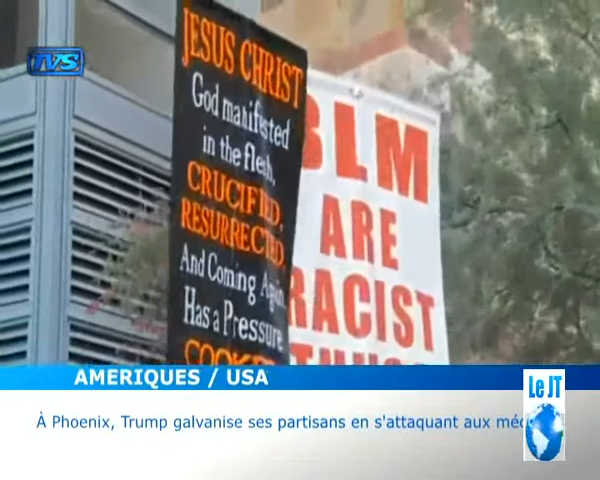 TVS
JESUS CHRIST
God manifested
in the flesh,
CRUCIFIED,
RESURRECTED
And Coming Again
Has a Pressure
COOKER
BLM
ARE
RACIST
AMERIQUES / USA
Le JT
À Phoenix, Trump galvanise ses partisans en s'attaquant aux